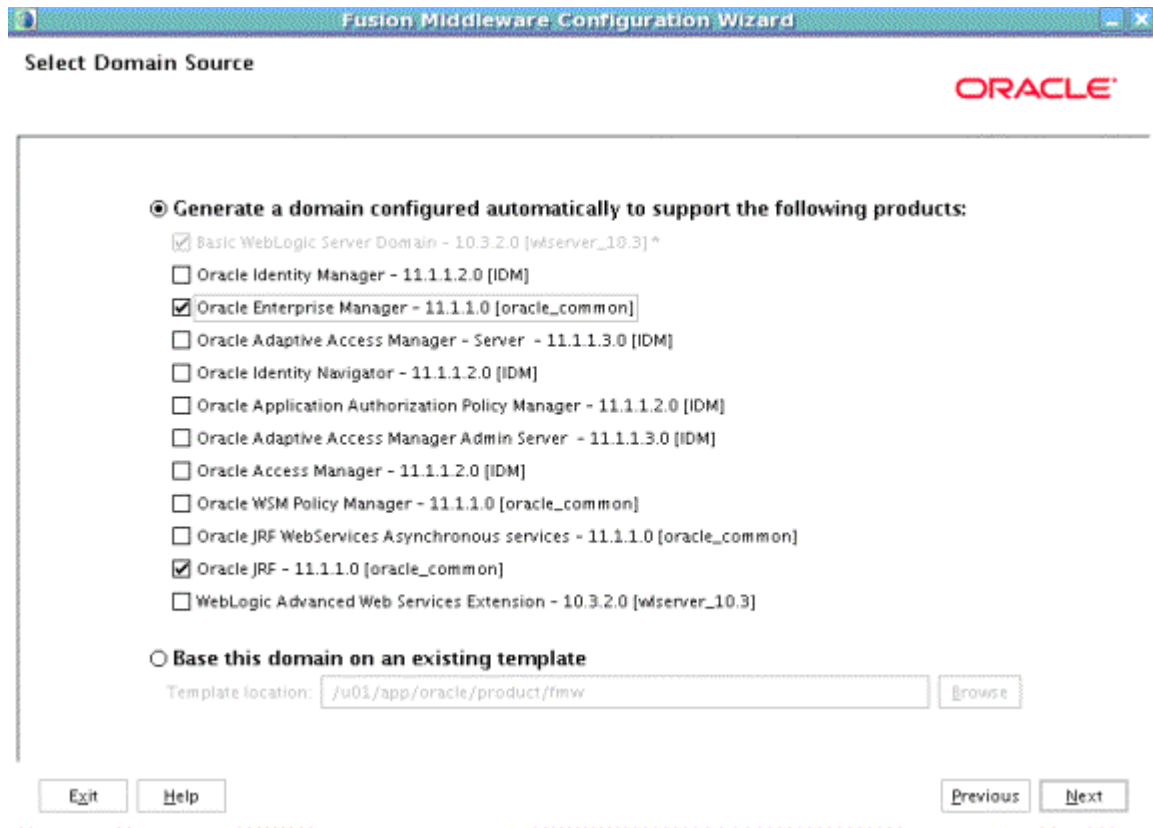 Fusion Middleware Configuration Wizard
Select Domain Source
ORACLE
Generate a domain configured automatically to support the following products:
Basic WebLogic Server Domain - 10.3.2.0 [wlserver_10.3] *
Oracle Identity Manager - 11.1.1.2.0 [IDM]
Oracle Enterprise Manager - 11.1.1.0 [oracle_common]
Oracle Adaptive Access Manager - Server - 11.1.1.3.0 [IDM]
Oracle Identity Navigator - 11.1.1.2.0 [IDM]
Oracle Application Authorization Policy Manager - 11.1.1.2.0 [IDM]
Oracle Adaptive Access Manager Admin Server - 11.1.1.3.0 [IDM]
Oracle Access Manager - 11.1.1.2.0 [IDM]
Oracle WSM Policy Manager - 11.1.1.0 [oracle_common]
Oracle JRF WebServices Asynchronous services - 11.1.1.0 [oracle_common]
Oracle JRF - 11.1.1.0 [oracle_common]
WebLogic Advanced Web Services Extension - 10.3.2.0 [wlserver_10.3]
Base this domain on an existing template
Template location: /u01/app/oracle/product/fmw Browse
Exit Help Previous Next